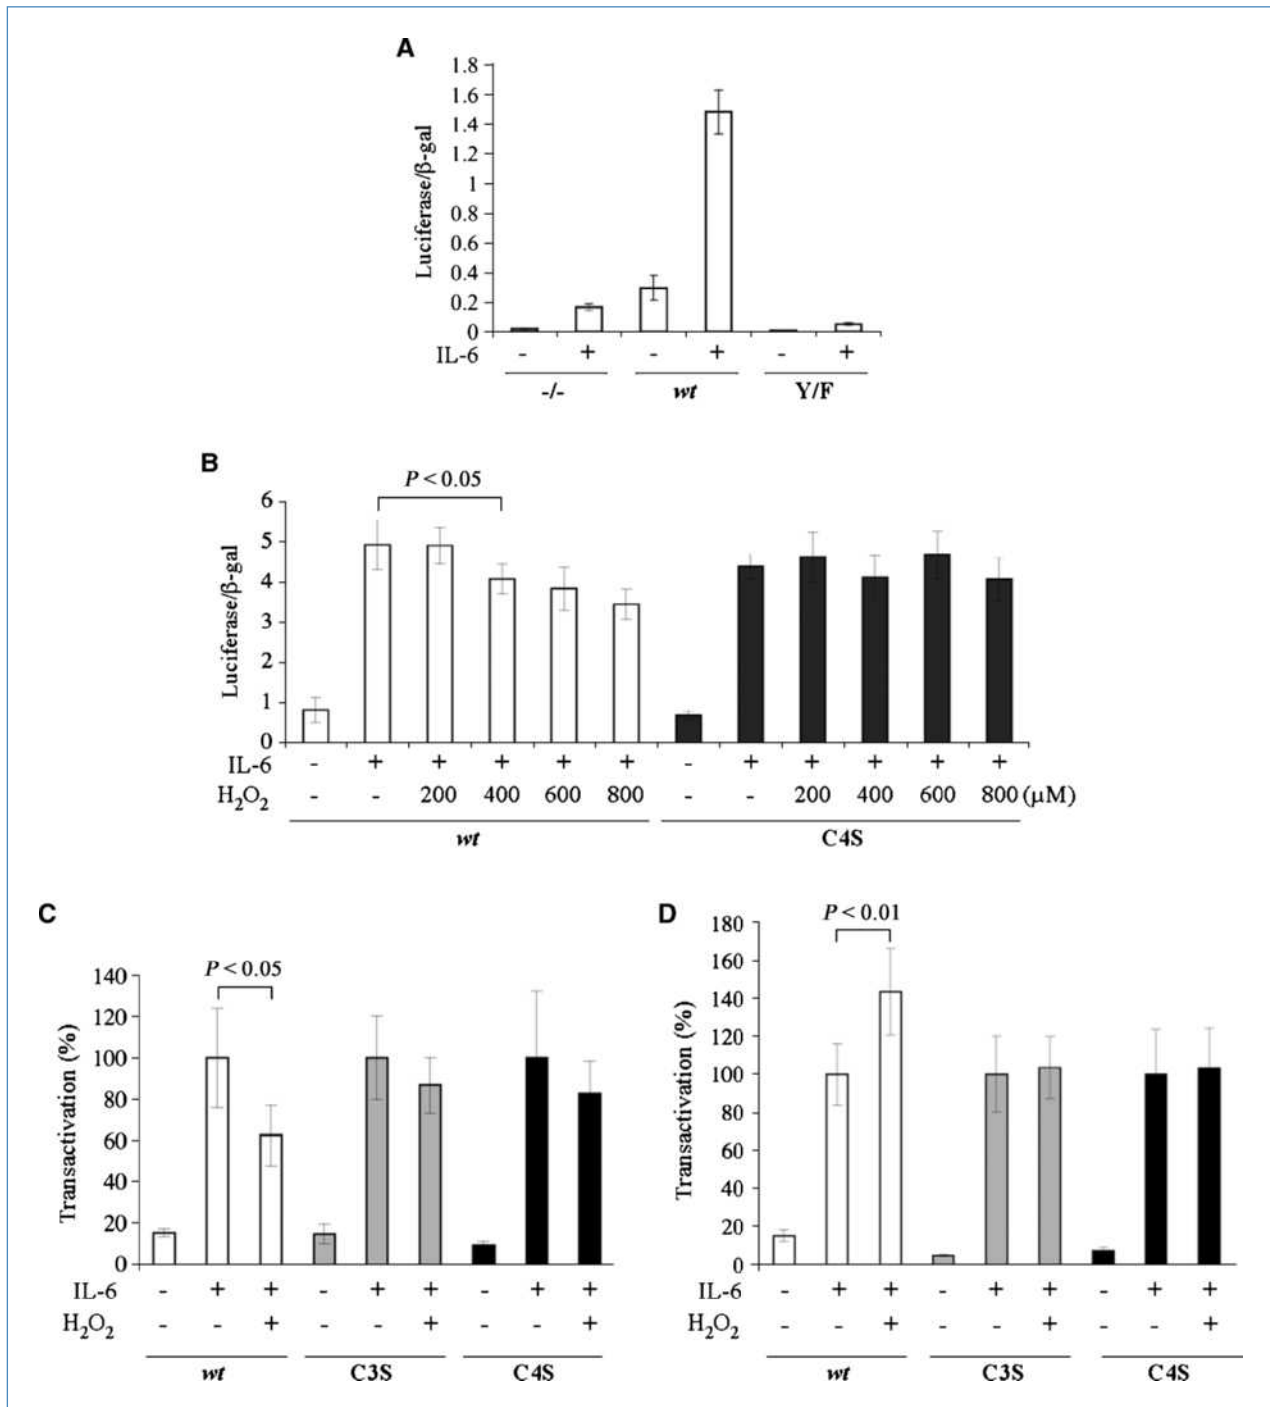 A
1.8
1.6
1.4
1.2
1
0.8
0.6
0.4
0.2
0
Luciferase/β-gal
IL-6 - + - + - +
-/- wt Y/F
B
P < 0.05
6
5
4
3
2
1
0
Luciferase/β-gal
IL-6 - + + + + + - + + + + +
H₂O₂ - - 200 400 600 800 - - 200 400 600 800 (μM)
wt C4S
C
P < 0.05
140
120
100
80
60
40
20
0
Transactivation (%)
IL-6 - + + - + + - + +
H₂O₂ - - + - - + - - +
wt C3S C4S
D
P < 0.01
180
160
140
120
100
80
60
40
20
0
Transactivation (%)
IL-6 - + + - + + - + +
H₂O₂ - - + - - + - - +
wt C3S C4S